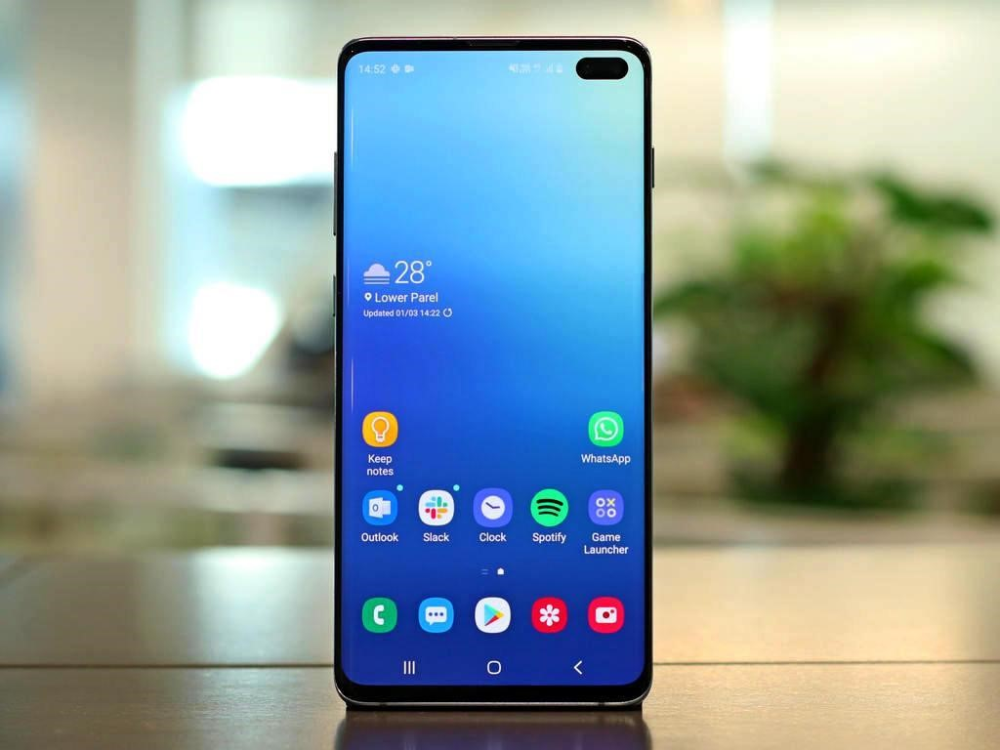 14:52
28°
Lower Parel
Updated 01/03 14:22
Keep
notes
WhatsApp
Outlook
Slack
Clock
Spotify
Game
Launcher